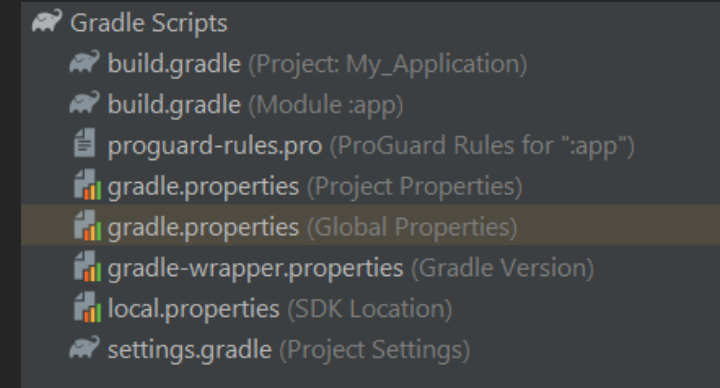 Gradle Scripts
build.gradle (Project: My_Application)
build.gradle (Module :app)
proguard-rules.pro (ProGuard Rules for ":app")
gradle.properties (Project Properties)
gradle.properties (Global Properties)
gradle-wrapper.properties (Gradle Version)
local.properties (SDK Location)
settings.gradle (Project Settings)